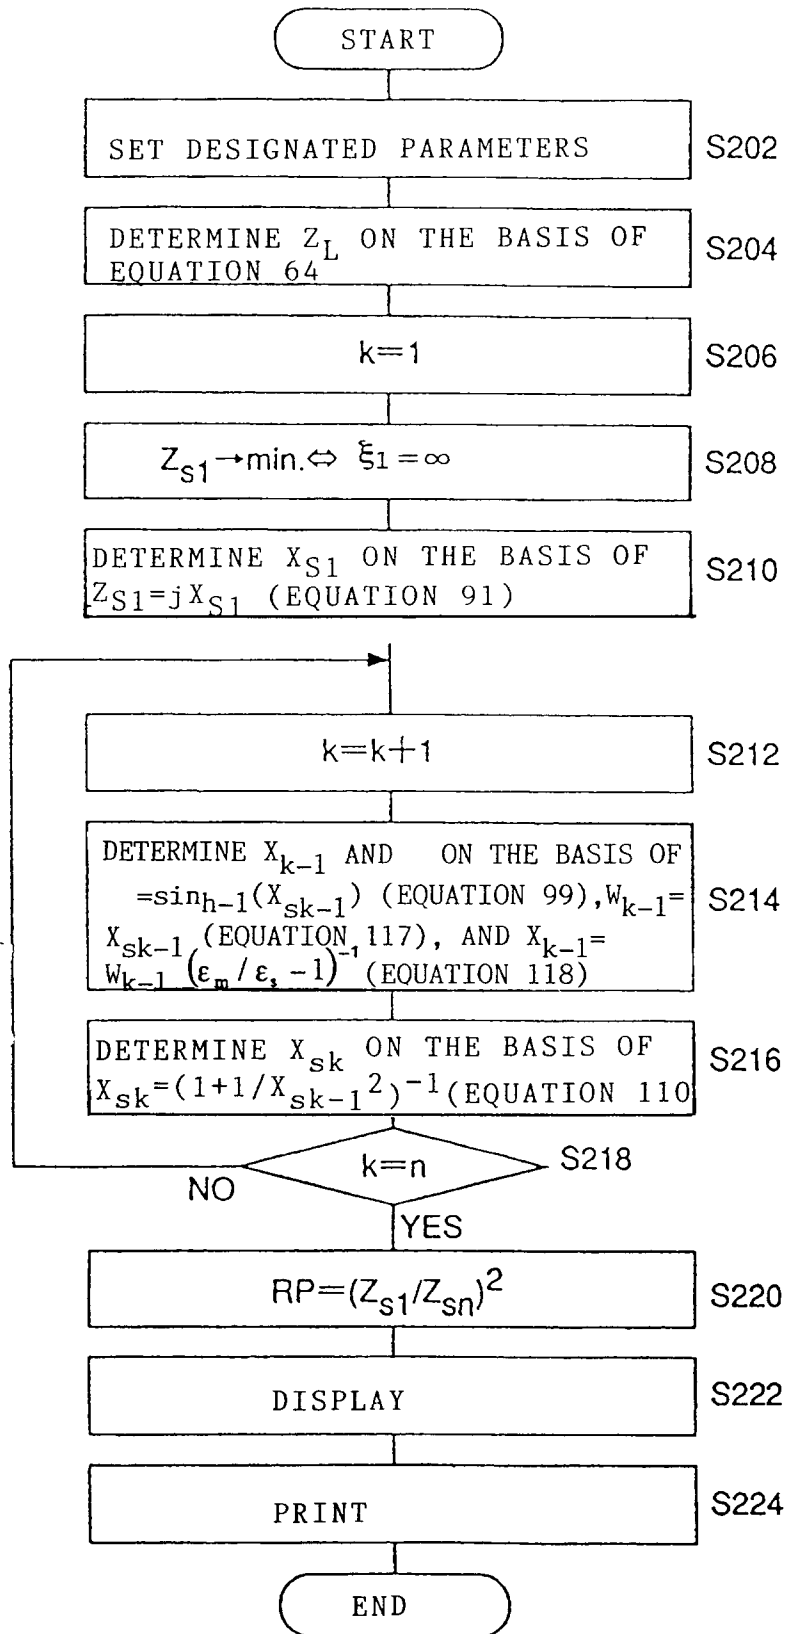 START
SET DESIGNATED PARAMETERS
S202
DETERMINE Z_L ON THE BASIS OF
EQUATION 64
S204
k=1
S206
Z_s1→min.⇔ ξ1=∞
S208
DETERMINE X_S1 ON THE BASIS OF
Z_S1=jX_S1 (EQUATION 91)
S210
k=k+1
S212
DETERMINE X_k-1 AND ON THE BASIS OF
=sin_h-1(X_sk-1) (EQUATION 99),W_k-1=
X_sk-1 (EQUATION 117), AND X_k-1=
W_k-1(ε_m/ε_s-1)^-1 (EQUATION 118)
S214
DETERMINE X_sk ON THE BASIS OF
X_sk=(1+1/X_sk-1^2)^-1(EQUATION 110
S216
k=n
S218
NO
YES
RP=(Z_s1/Z_sn)^2
S220
DISPLAY
S222
PRINT
S224
END